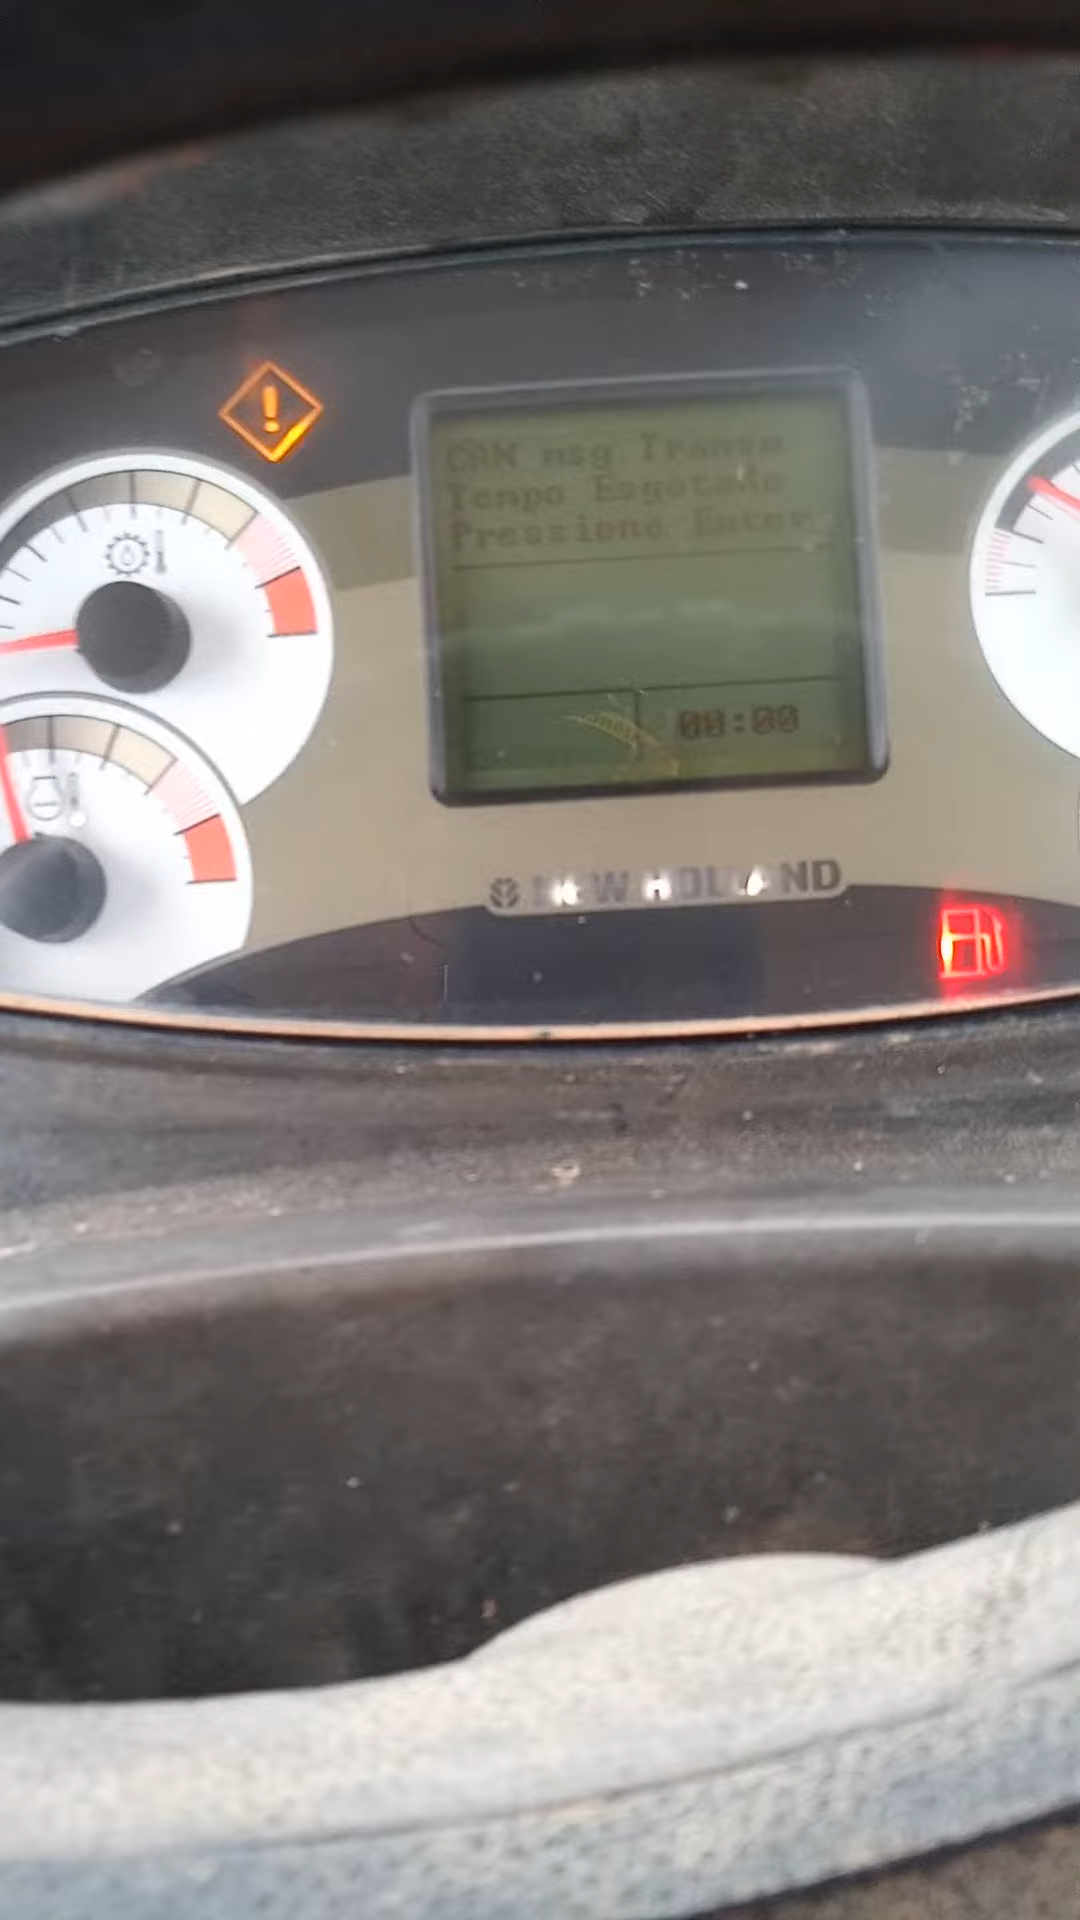 CAN msg Transm
Tempo Esgotado
Pressione Enter
00:00
NEW HOLLAND